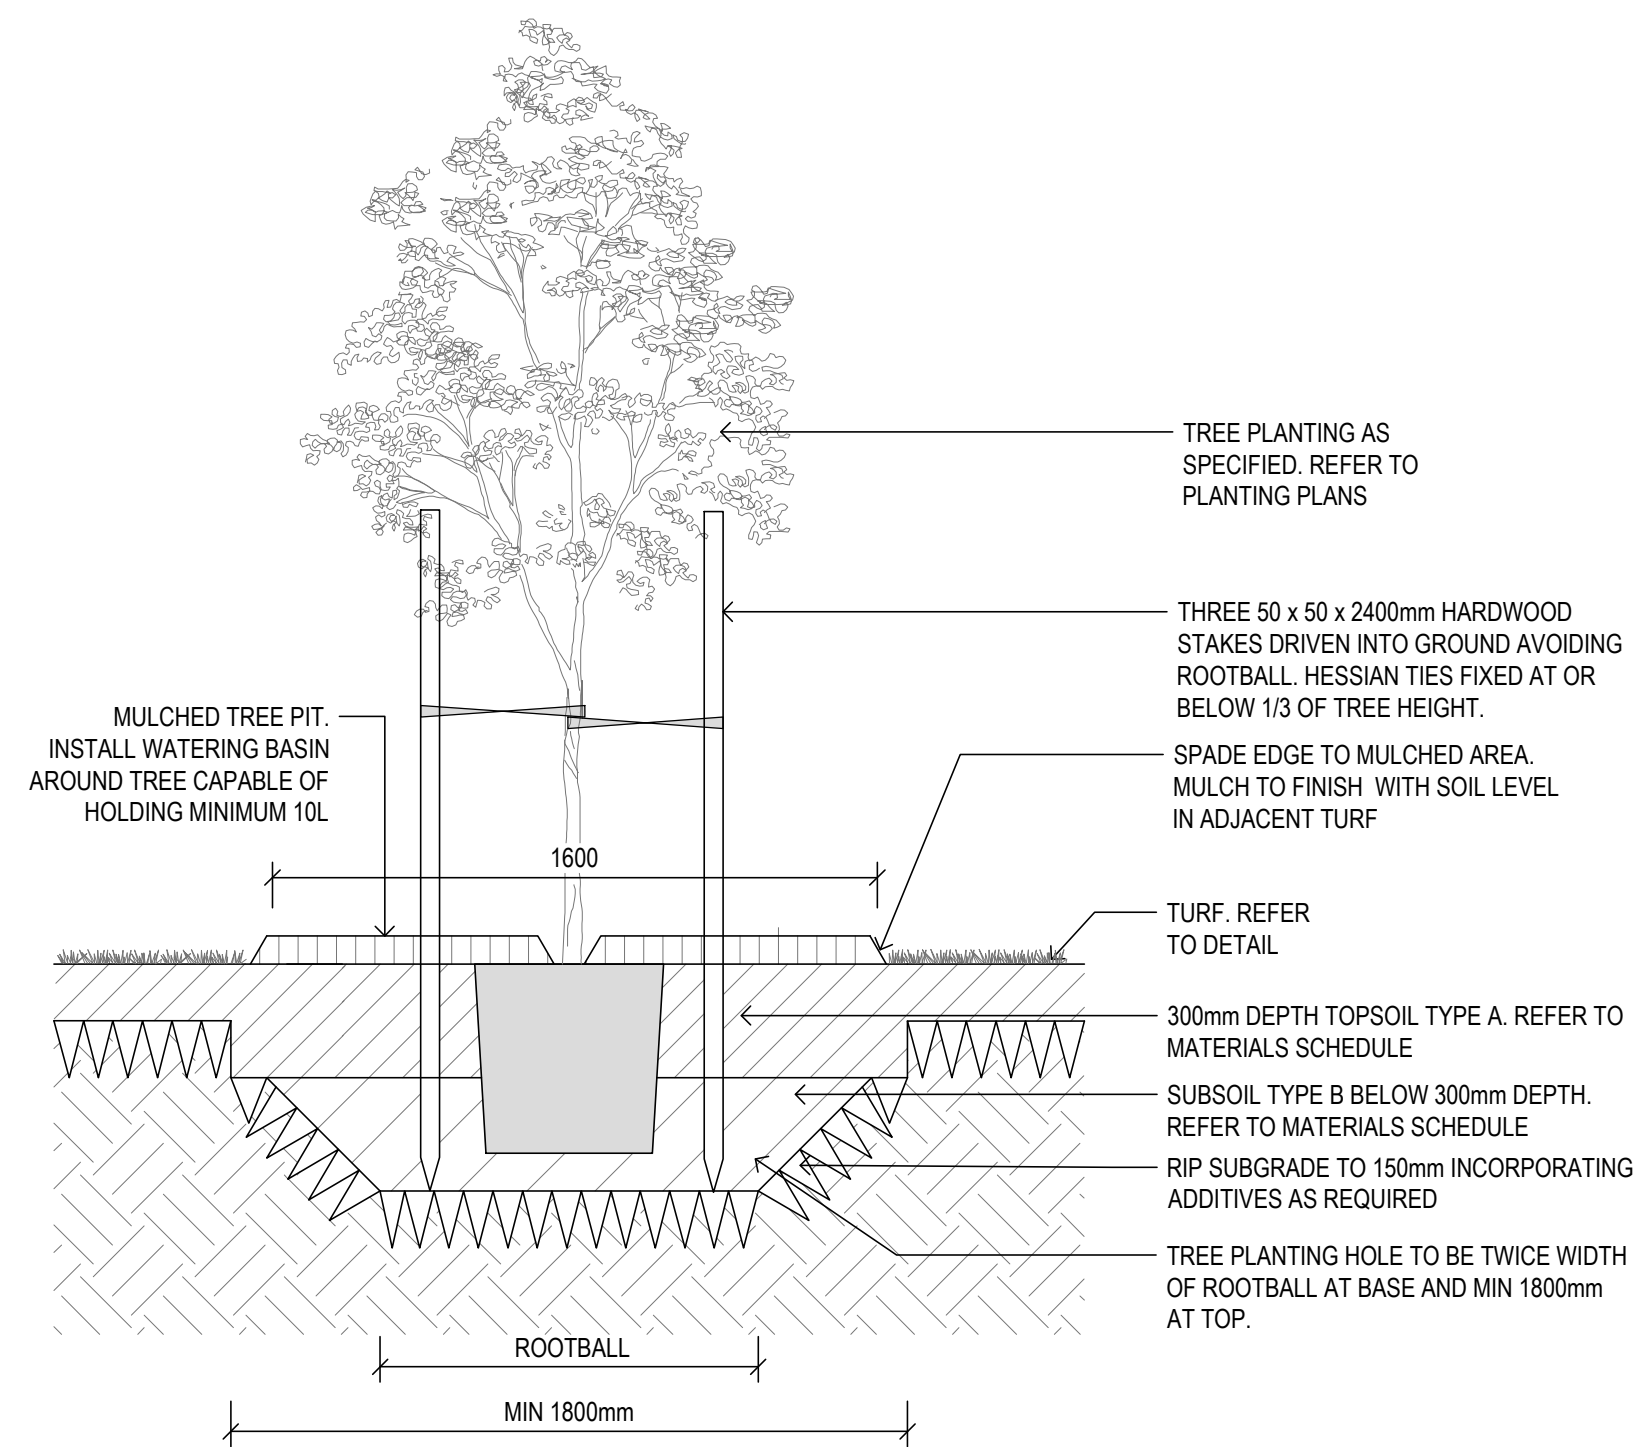 TREE PLANTING AS
SPECIFIED. REFER TO
PLANTING PLANS
THREE 50 x 50 x 2400mm HARDWOOD
STAKES DRIVEN INTO GROUND AVOIDING
ROOTBALL. HESSIAN TIES FIXED AT OR
BELOW 1/3 OF TREE HEIGHT.
MULCHED TREE PIT.
INSTALL WATERING BASIN
AROUND TREE CAPABLE OF
HOLDING MINIMUM 10L
SPADE EDGE TO MULCHED AREA.
MULCH TO FINISH WITH SOIL LEVEL
IN ADJACENT TURF
1600
TURF. REFER
TO DETAIL
300mm DEPTH TOPSOIL TYPE A. REFER TO
MATERIALS SCHEDULE
SUBSOIL TYPE B BELOW 300mm DEPTH.
REFER TO MATERIALS SCHEDULE
RIP SUBGRADE TO 150mm INCORPORATING
ADDITIVES AS REQUIRED
TREE PLANTING HOLE TO BE TWICE WIDTH
OF ROOTBALL AT BASE AND MIN 1800mm
AT TOP.
ROOTBALL
MIN 1800mm